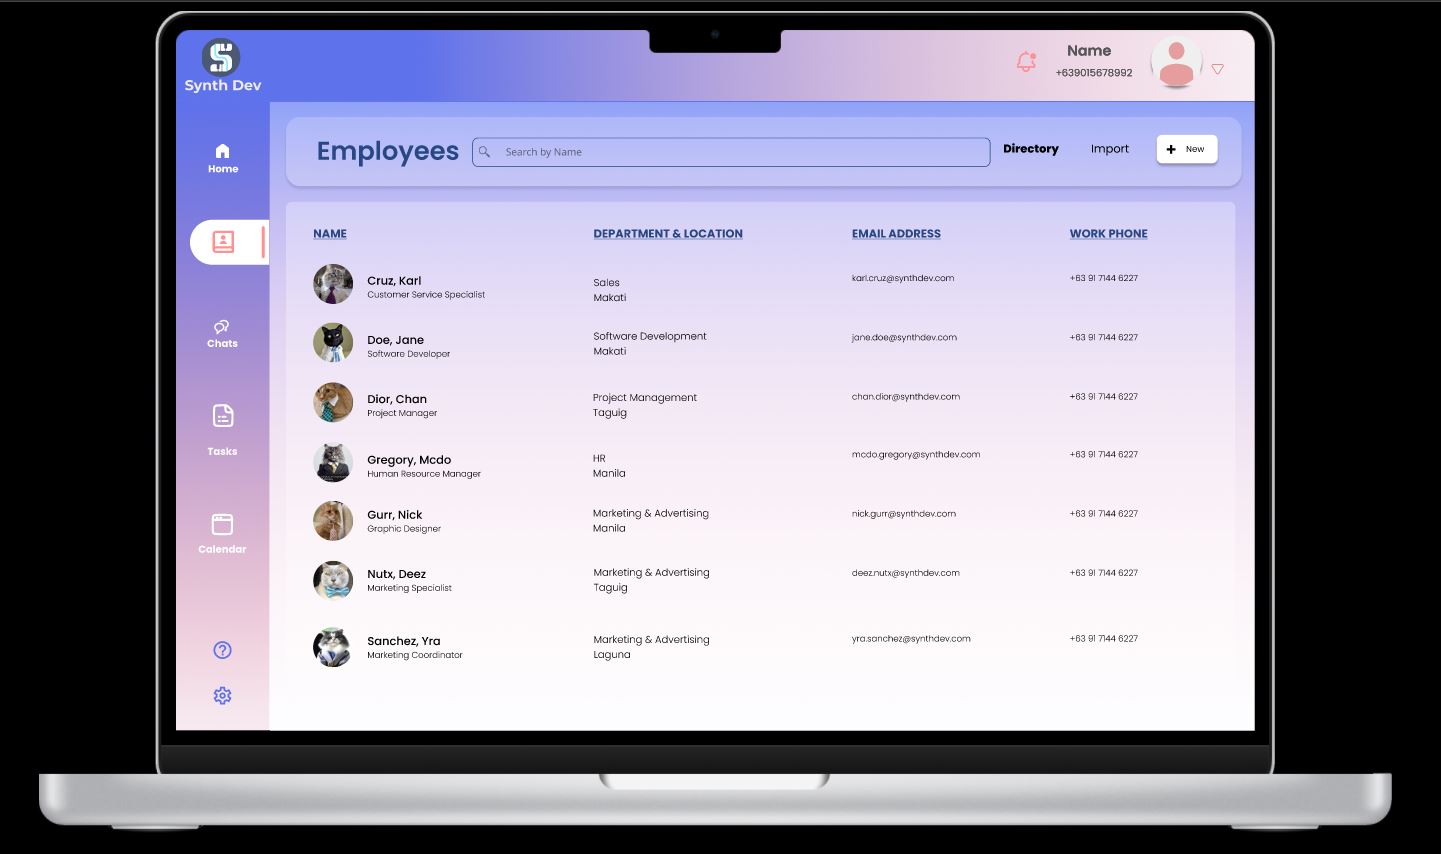 Synth Dev
Name
+639015678992
Home
Chats
Tasks
Calendar
Employees
Search by Name
Directory
Import
+ New
NAME
DEPARTMENT & LOCATION
EMAIL ADDRESS
WORK PHONE
Cruz, Karl
Customer Service Specialist
Sales
Makati
karl.cruz@synthdev.com
+63 91 7144 6227
Doe, Jane
Software Developer
Software Development
Makati
jane.doe@synthdev.com
+63 91 7144 6227
Dior, Chan
Project Manager
Project Management
Taguig
chan.dior@synthdev.com
+63 91 7144 6227
Gregory, Mcdo
Human Resource Manager
HR
Manila
mcdo.gregory@synthdev.com
+63 91 7144 6227
Gurr, Nick
Graphic Designer
Marketing & Advertising
Manila
nick.gurr@synthdev.com
+63 91 7144 6227
Nutx, Deez
Marketing Specialist
Marketing & Advertising
Taguig
deez.nutx@synthdev.com
+63 91 7144 6227
Sanchez, Yra
Marketing Coordinator
Marketing & Advertising
Laguna
yra.sanchez@synthdev.com
+63 91 7144 6227